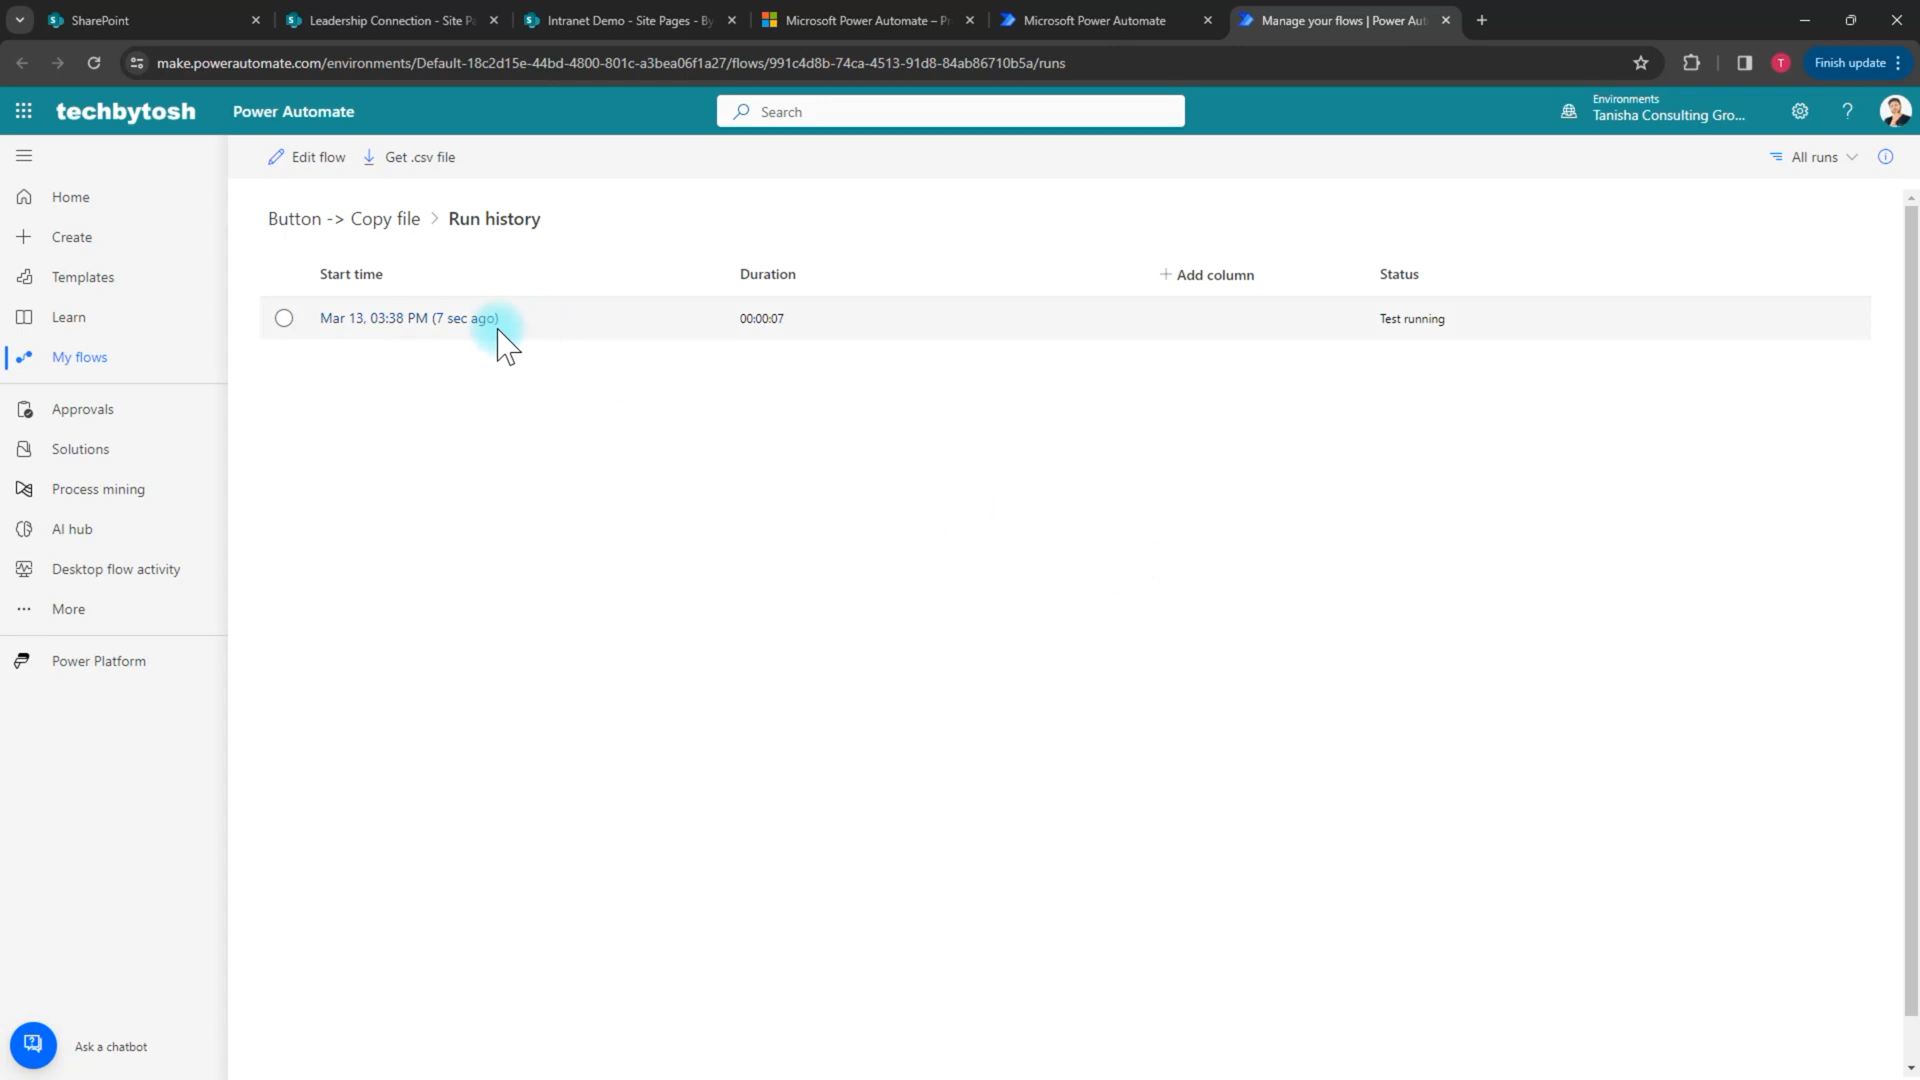 SharePoint
Leadership Connection - Site Pa
Intranet Demo - Site Pages - By
Microsoft Power Automate – Pr
Microsoft Power Automate
Manage your flows | Power Aut
make.powerautomate.com/environments/Default-18c2d15e-44bd-4800-801c-a3bea06f1a27/flows/991c4d8b-74ca-4513-91d8-84ab86710b5a/runs
T
Finish update
techbytosh
Power Automate
Search
Environments
Tanisha Consulting Gro...
Edit flow
Get .csv file
All runs
Home
Create
Templates
Learn
My flows
Approvals
Solutions
Process mining
AI hub
Desktop flow activity
More
Power Platform
Ask a chatbot
Button -> Copy file > Run history
Start time Duration + Add column Status
Mar 13, 03:38 PM (7 sec ago) 00:00:07 Test running